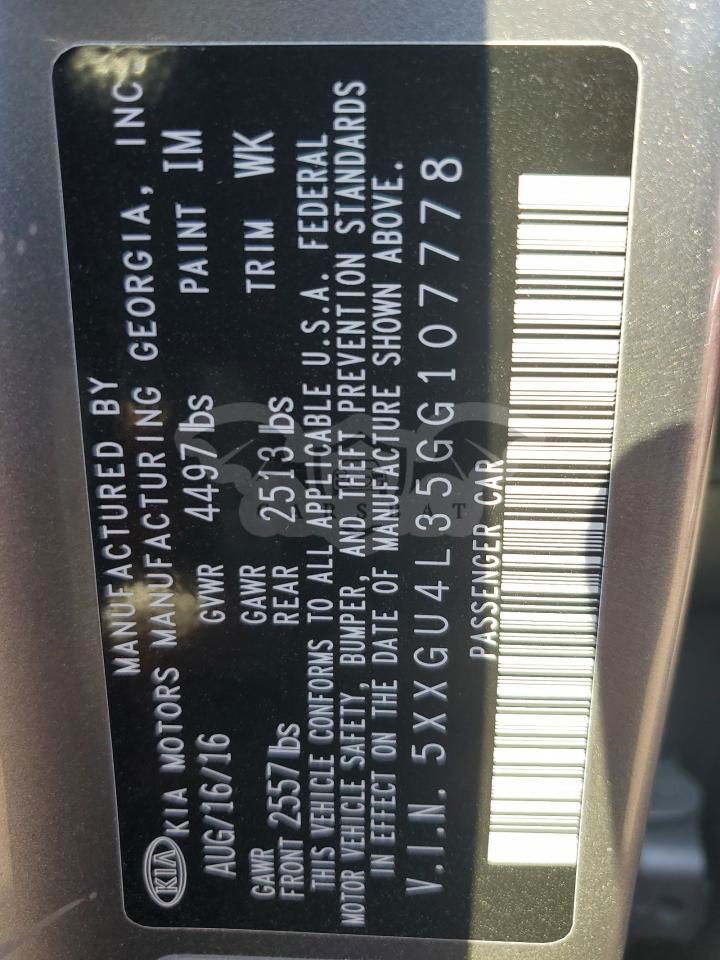 MANUFACTURED BY
KIA KIA MOTORS MANUFACTURING GEORGIA, INC.
AUG/16/16 GVWR 4497lbs PAINT IM
GAWR FRONT 2557lbs GAWR REAR 2513lbs TRIM WK
THIS VEHICLE CONFORMS TO ALL APPLICABLE U.S.A. FEDERAL
MOTOR VEHICLE SAFETY, BUMPER, AND THEFT PREVENTION STANDARDS
IN EFFECT ON THE DATE OF MANUFACTURE SHOWN ABOVE.
V.I.N. 5XXGU4L35GG107778
PASSENGER CAR
CARSBAT